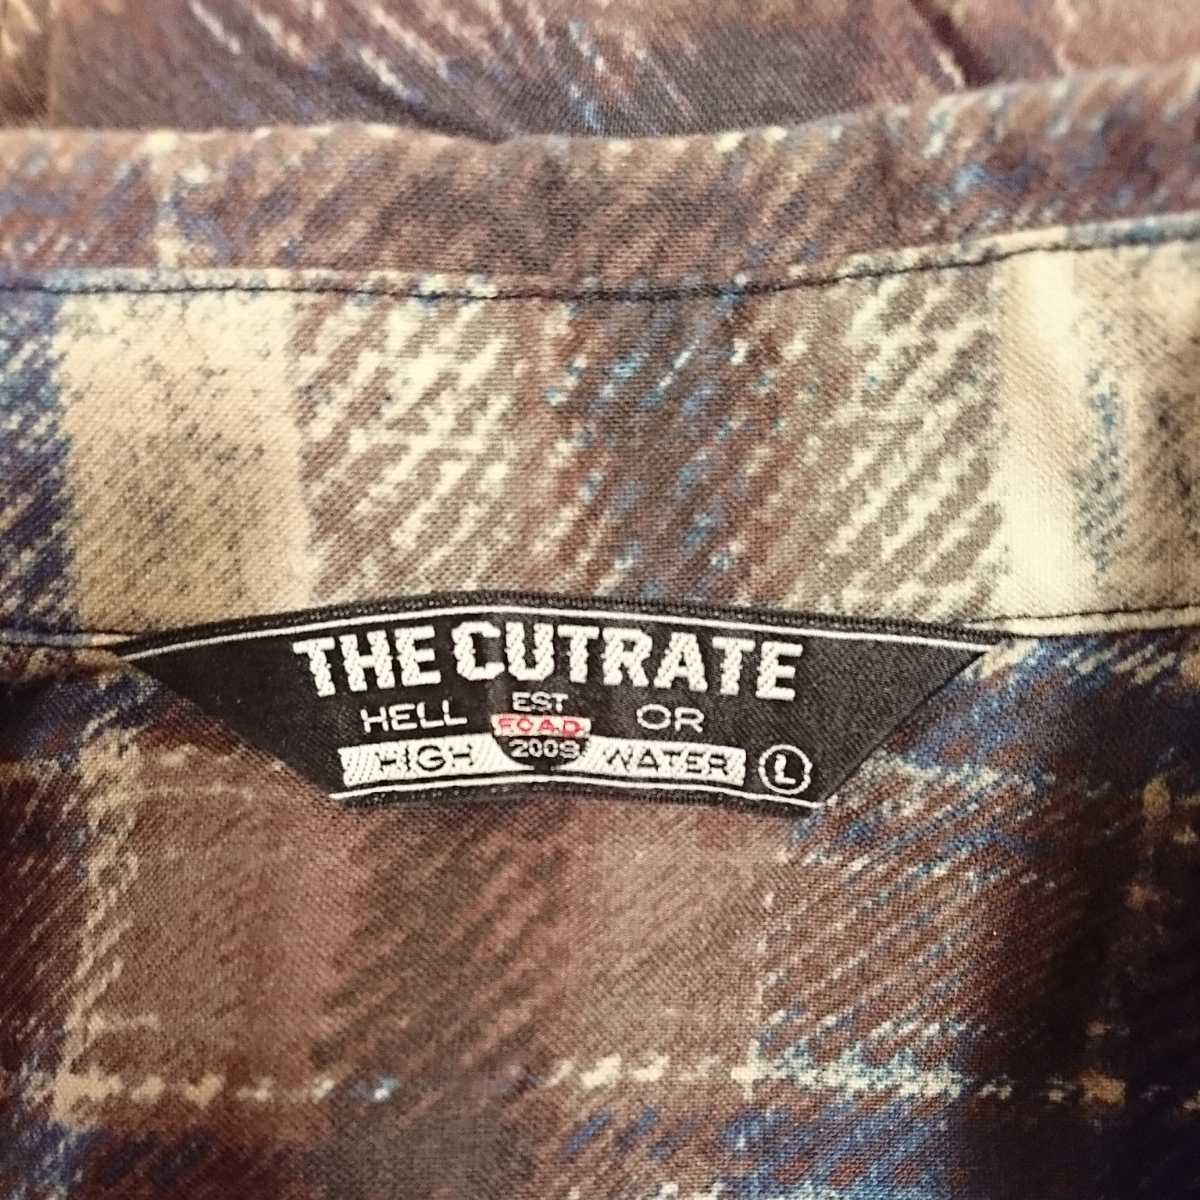 THE CUTRATE
HELL EST OR
F.C.A.D.
HIGH 2009 WATER L